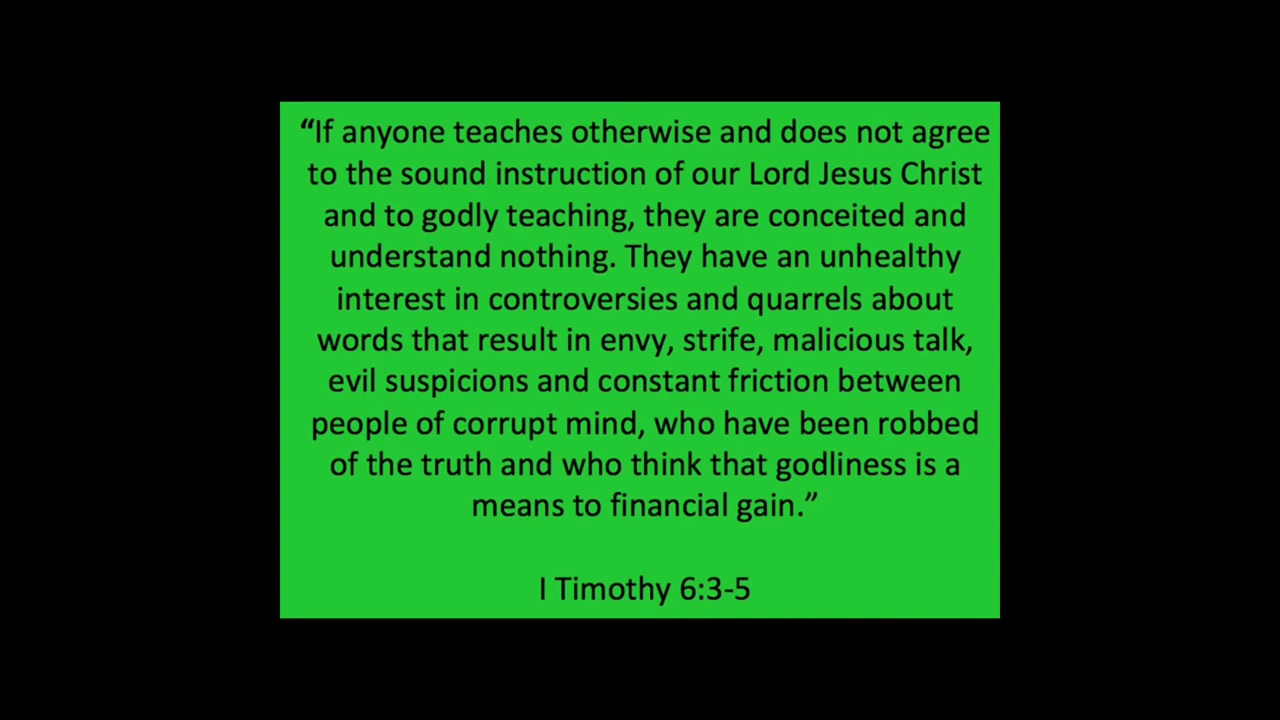 “If anyone teaches otherwise and does not agree
to the sound instruction of our Lord Jesus Christ
and to godly teaching, they are conceited and
understand nothing. They have an unhealthy
interest in controversies and quarrels about
words that result in envy, strife, malicious talk,
evil suspicions and constant friction between
people of corrupt mind, who have been robbed
of the truth and who think that godliness is a
means to financial gain.”
I Timothy 6:3-5